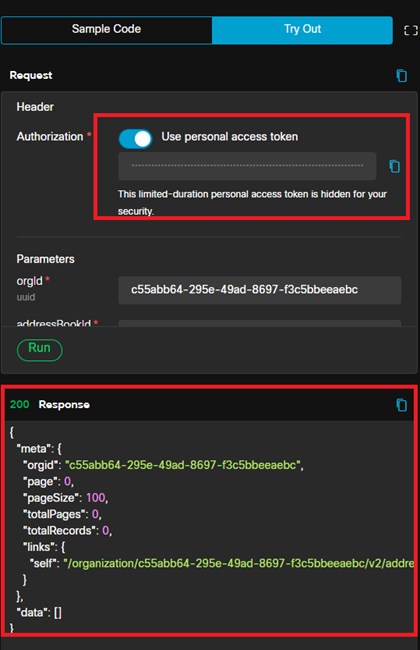 Sample Code
Try Out
Request
Header
Authorization *
Use personal access token
This limited-duration personal access token is hidden for your
security.
Parameters
orgId *
uuid
c55abb64-295e-49ad-8697-f3c5bbeeaebc
addressBookId *
Run
200 Response
{
"meta": {
"orgid": "c55abb64-295e-49ad-8697-f3c5bbeeaebc",
"page": 0,
"pageSize": 100,
"totalPages": 0,
"totalRecords": 0,
"links": {
"self": "/organization/c55abb64-295e-49ad-8697-f3c5bbeeaebc/v2/addre
}
},
"data": []
}